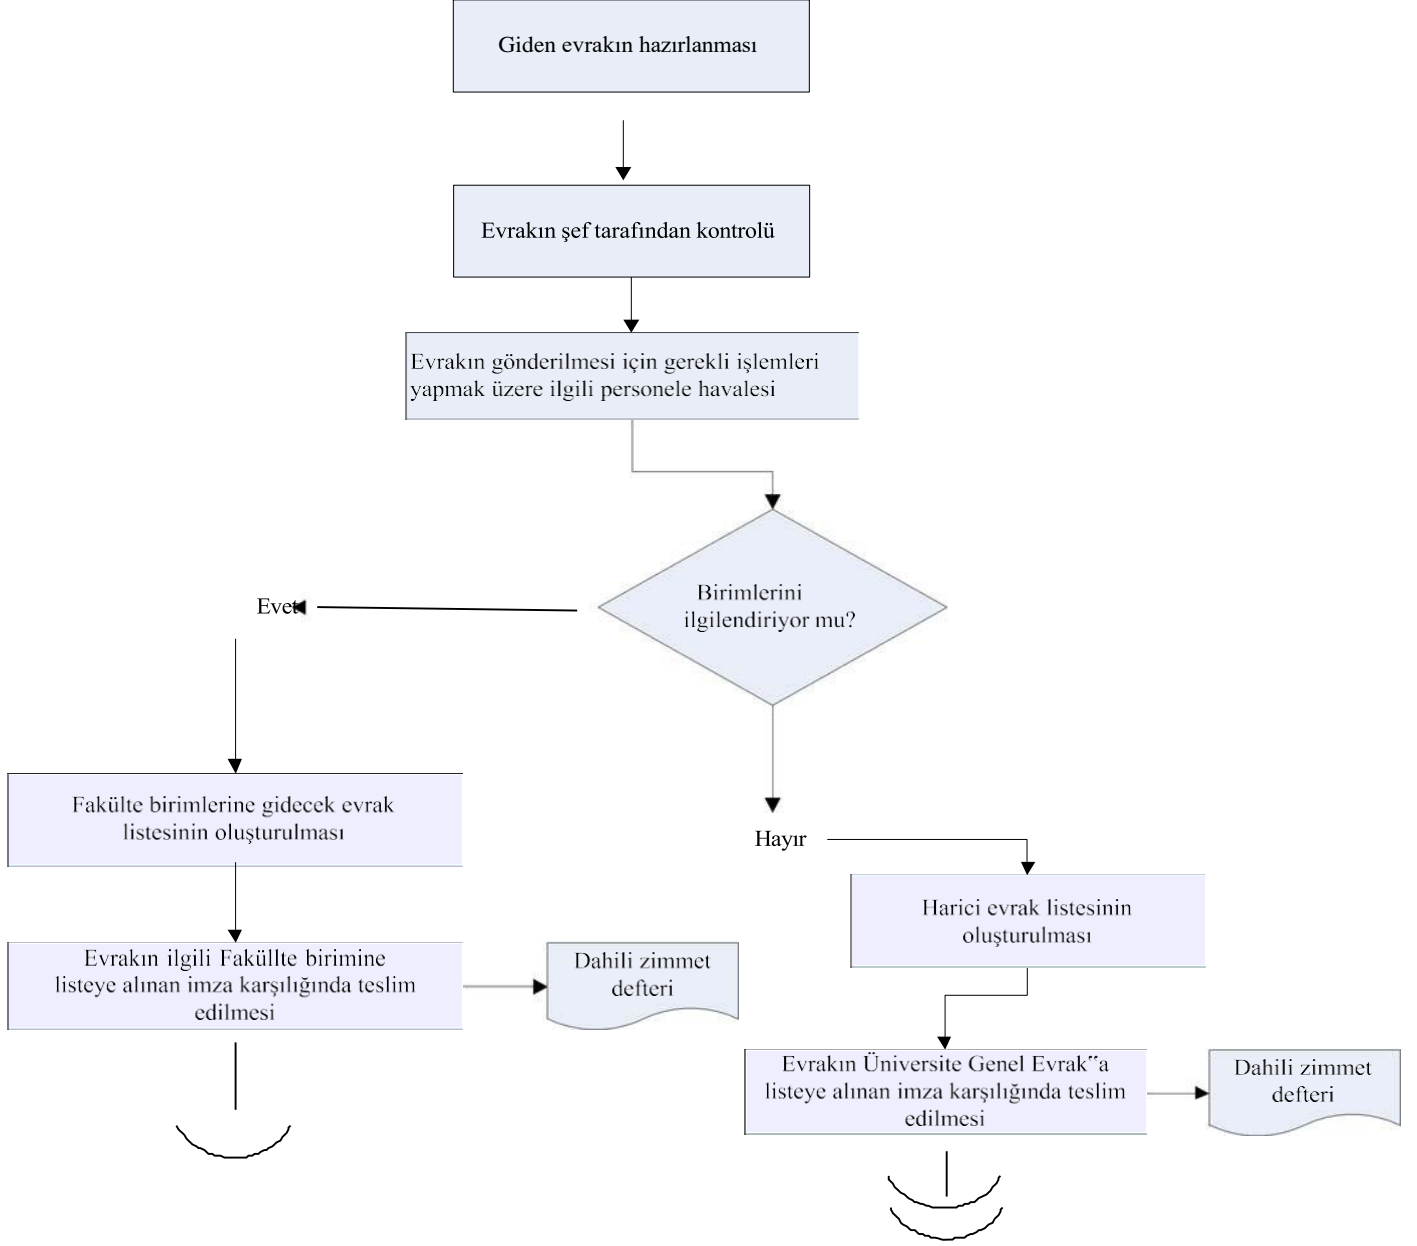 Giden evrakın hazırlanması
Evrakın şef tarafından kontrolü
Evrakın gönderilmesi için gerekli işlemleri
yapmak üzere ilgili personele havalesi
Birimlerini
ilgilendiriyor mu?
Evet
Fakülte birimlerine gidecek evrak
listesinin oluşturulması
Hayır
Harici evrak listesinin
oluşturulması
Evrakın ilgili Faküllte birimine
listeye alınan imza karşılığında teslim
edilmesi
Dahili zimmet
defteri
Evrakın Üniversite Genel Evrak‟a
listeye alınan imza karşılığında teslim
edilmesi
Dahili zimmet
defteri